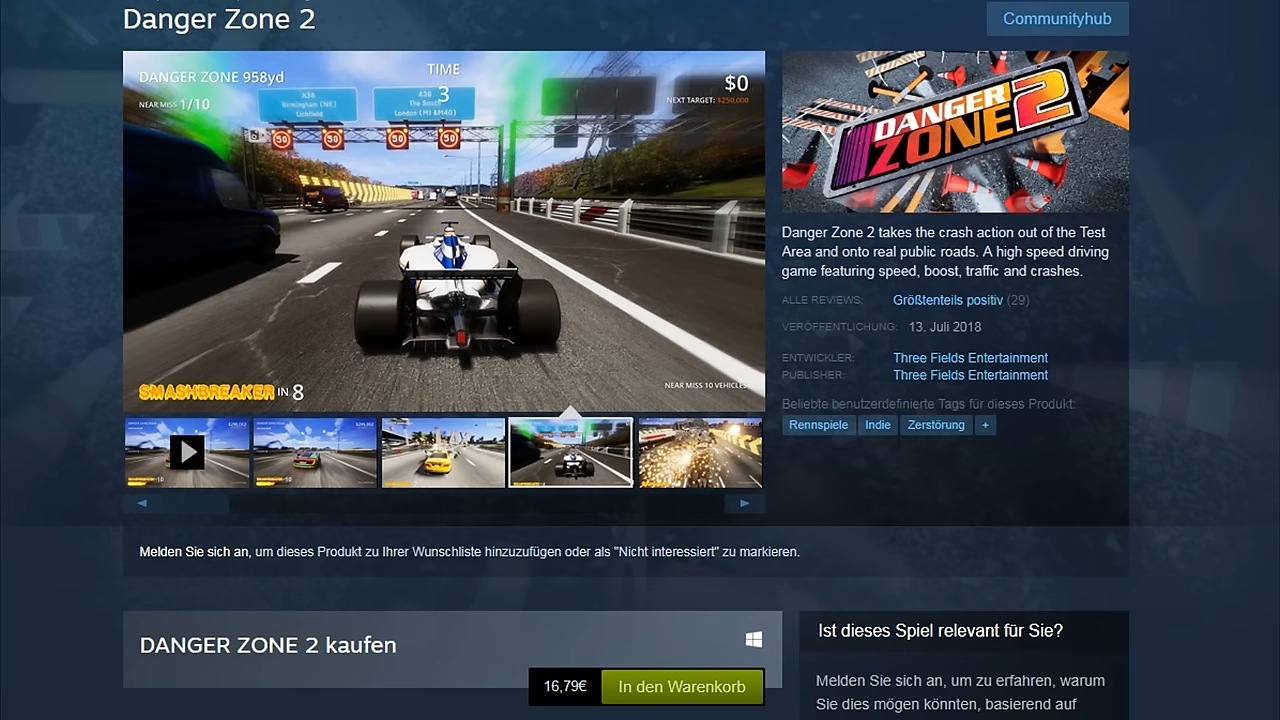 Danger Zone 2
Communityhub
DANGER ZONE 958yd
TIME
3
$0
NEAR MISS 1/10
NEXT TARGET: $250,000
A38
Birmingham (NE)
Lichfield
A38
The South
London (M1 &M40)
50
50
50
50
SMASHBREAKER IN 8
NEAR MISS 10 VEHICLES
DANGER
ZONE 2
Danger Zone 2 takes the crash action out of the Test
Area and onto real public roads. A high speed driving
game featuring speed, boost, traffic and crashes.
ALLE REVIEWS: Größtenteils positiv (29)
VERÖFFENTLICHUNG: 13. Juli 2018
ENTWICKLER: Three Fields Entertainment
PUBLISHER: Three Fields Entertainment
Beliebte benutzerdefinierte Tags für dieses Produkt:
Rennspiele Indie Zerstörung +
Melden Sie sich an, um dieses Produkt zu Ihrer Wunschliste hinzuzufügen oder als "Nicht interessiert" zu markieren.
DANGER ZONE 2 kaufen
16,79€ In den Warenkorb
Ist dieses Spiel relevant für Sie?
Melden Sie sich an, um zu erfahren, warum
Sie dies mögen könnten, basierend auf